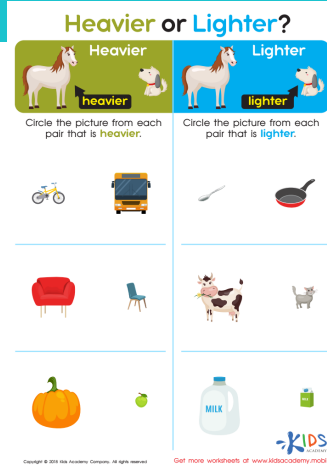 Heavier or Lighter?
Heavier
heavier
Lighter
lighter
Circle the picture from each
pair that is heavier.
Circle the picture from each
pair that is lighter.
MILK
MILK
KIDS
ACADEMY
Copyright © 2018 Kids Academy Company. All rights reserved
Get more worksheets at www.kidsacademy.mobi